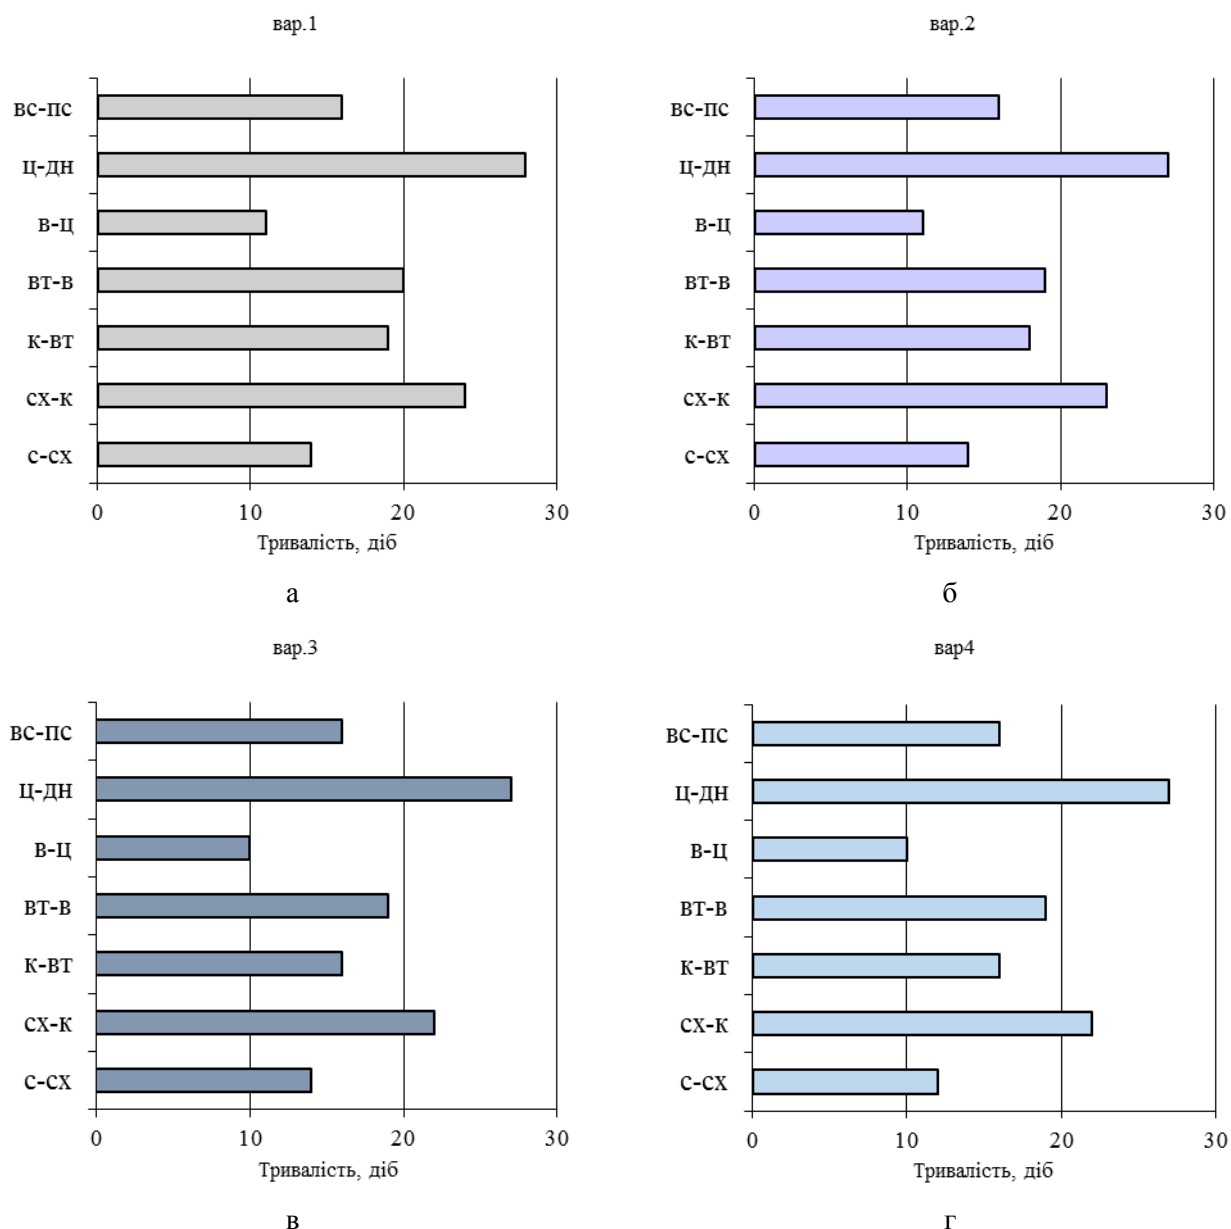 вар.1
вс-пс
ц-дн
в-ц
вт-в
к-вт
сх-к
с-сх
0 10 20 30
Тривалість, діб
а
вар.2
вс-пс
ц-дн
в-ц
вт-в
к-вт
сх-к
с-сх
0 10 20 30
Тривалість, діб
б
вар.3
вс-пс
ц-дн
в-ц
вт-в
к-вт
сх-к
с-сх
0 10 20 30
Тривалість, діб
в
вар4
вс-пс
ц-дн
в-ц
вт-в
к-вт
сх-к
с-сх
0 10 20 30
Тривалість, діб
г